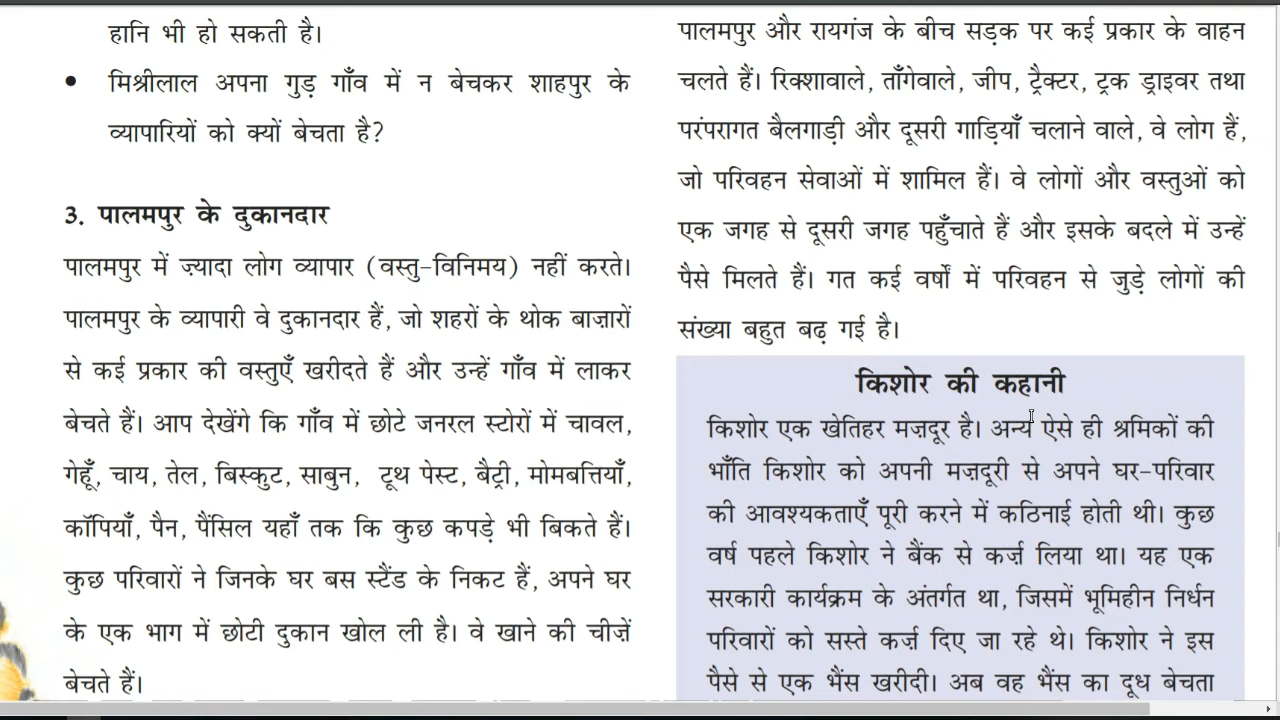 हानि भी हो सकती है।
• मिश्रीलाल अपना गुड़ गाँव में न बेचकर शाहपुर के
व्यापारियों को क्यों बेचता है?
3. पालमपुर के दुकानदार
पालमपुर में ज़्यादा लोग व्यापार (वस्तु-विनिमय) नहीं करते।
पालमपुर के व्यापारी वे दुकानदार हैं, जो शहरों के थोक बाज़ारों
से कई प्रकार की वस्तुएँ खरीदते हैं और उन्हें गाँव में लाकर
बेचते हैं। आप देखेंगे कि गाँव में छोटे जनरल स्टोरों में चावल,
गेहूँ, चाय, तेल, बिस्कुट, साबुन, टूथ पेस्ट, बैट्री, मोमबत्तियाँ,
कॉपियाँ, पैन, पैंसिल यहाँ तक कि कुछ कपड़े भी बिकते हैं।
कुछ परिवारों ने जिनके घर बस स्टैंड के निकट हैं, अपने घर
के एक भाग में छोटी दुकान खोल ली है। वे खाने की चीज़ें
बेचते हैं।
पालमपुर और रायगंज के बीच सड़क पर कई प्रकार के वाहन
चलते हैं। रिक्शावाले, ताँगेवाले, जीप, ट्रैक्टर, ट्रक ड्राइवर तथा
परंपरागत बैलगाड़ी और दूसरी गाड़ियाँ चलाने वाले, वे लोग हैं,
जो परिवहन सेवाओं में शामिल हैं। वे लोगों और वस्तुओं को
एक जगह से दूसरी जगह पहुँचाते हैं और इसके बदले में उन्हें
पैसे मिलते हैं। गत कई वर्षों में परिवहन से जुड़े लोगों की
संख्या बहुत बढ़ गई है।
किशोर की कहानी
किशोर एक खेतिहर मज़दूर है। अन्य ऐसे ही श्रमिकों की
भाँति किशोर को अपनी मज़दूरी से अपने घर-परिवार
की आवश्यकताएँ पूरी करने में कठिनाई होती थी। कुछ
वर्ष पहले किशोर ने बैंक से कर्ज़ लिया था। यह एक
सरकारी कार्यक्रम के अंतर्गत था, जिसमें भूमिहीन निर्धन
परिवारों को सस्ते कर्ज़ दिए जा रहे थे। किशोर ने इस
पैसे से एक भैंस खरीदी। अब वह भैंस का दूध बेचता